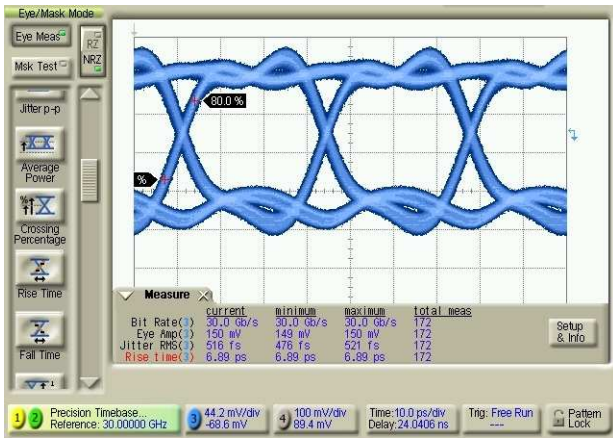 Eye/Mask Mode
Eye Meas
RZ
NRZ
Msk Test
Jitter p-p
Average
Power
Crossing
Percentage
Rise Time
Fall Time
80.0 %
%
Measure
current minimum maximum total meas
Bit Rate(3) 30.0 Gb/s 30.0 Gb/s 30.0 Gb/s 172
Eye Amp(3) 150 mV 149 mV 150 mV 172
Jitter RMS(3) 516 fs 476 fs 521 fs 172
Rise time(3) 6.89 ps 6.89 ps 6.89 ps 172
Setup
& Info
1 2 Precision Timebase...
Reference: 30.00000 GHz
3 44.2 mV/div
-68.6 mV
4 100 mV/div
89.4 mV
Time:10.0 ps/div
Delay:24.0406 ns
Trig: Free Run
---
Pattern
Lock